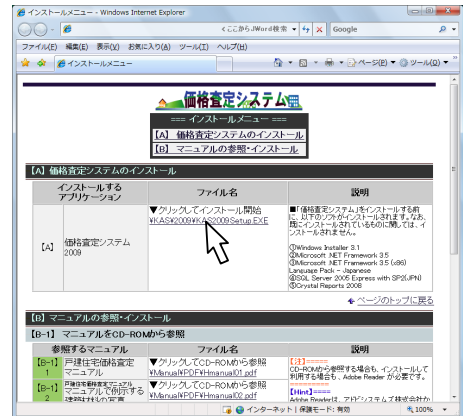 インストールメニュー - Windows Internet Explorer
<ここからJWord検索
Google
ファイル(F) 編集(E) 表示(V) お気に入り(A) ツール(T) ヘルプ(H)
インストールメニュー
ページ(P) ツール(O)
価格査定システム
=== インストールメニュー ===
【A】 価格査定システムのインストール
【B】 マニュアルの参照・インストール
【A】 価格査定システムのインストール
インストールする
アプリケーション
ファイル名
説明
【A】
価格査定システム
2009
▼クリックしてインストール開始
¥KAS¥2009¥KAS2009Setup.EXE
■「価格査定システム」をインストールする前
に、以下のソフトがインストールされます。なお、
既にインストールされているものに関しては、イ
ンストールされません。
①Windows Installer 3.1
②Microsoft .NET Framework 3.5
③Microsoft .NET Framework 3.5 (x86)
Language Pack - Japanese
④SQL Server 2005 Express with SP2(JPN)
⑤Crystal Reports 2008
ページのトップに戻る
【B】 マニュアルの参照・インストール
【B-1】 マニュアルをCD-ROMから参照
参照するマニュアル
ファイル名
説明
【B-1】
1
戸建住宅価格査定
マニュアル
▼クリックしてCD-ROMから参照
¥Manual¥PDF¥Hmanual01.pdf
【注】=====
CD-ROMから参照する場合も、インストールして
利用する場合も、Adobe Reader が必要です。
==========
【B-1】
2
戸建住宅価格査定マニュアル
マニュアルで例示する
▼クリックしてCD-ROMから参照
¥Manual¥PDF¥Hmanual02.pdf
【Hint】=====
Adobe Readerは、アドビシステムズ株式会社か
インターネット | 保護モード: 有効
100%